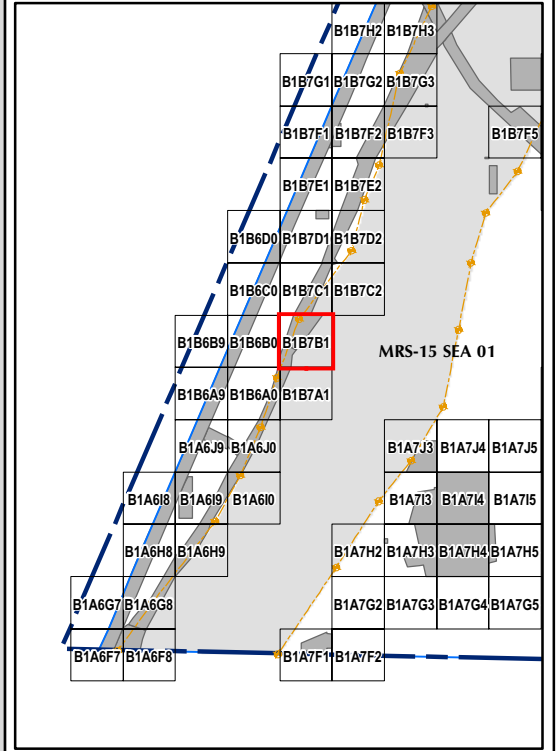 B1B7H2 B1B7H3
B1B7G1 B1B7G2 B1B7G3
B1B7F1 B1B7F2 B1B7F3 B1B7F5
B1B7E1 B1B7E2
B1B6D0 B1B7D1 B1B7D2
B1B6C0 B1B7C1 B1B7C2
B1B6B9 B1B6B0 B1B7B1
MRS-15 SEA 01
B1B6A9 B1B6A0 B1B7A1
B1A6J9 B1A6J0 B1A7J3 B1A7J4 B1A7J5
B1A6I8 B1A6I9 B1A6I0 B1A7I3 B1A7I4 B1A7I5
B1A6H8 B1A6H9 B1A7H2 B1A7H3 B1A7H4 B1A7H5
B1A6G7 B1A6G8 B1A7G2 B1A7G3 B1A7G4 B1A7G5
B1A6F7 B1A6F8 B1A7F1 B1A7F2